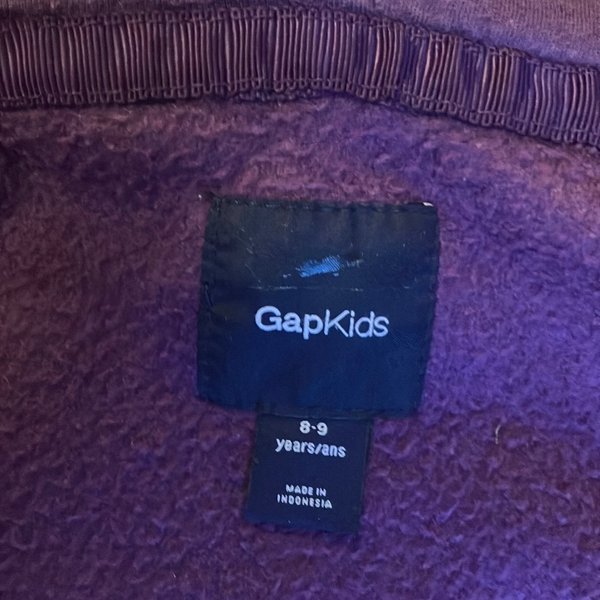 GapKids
8-9
years/ans
MADE IN
INDONESIA